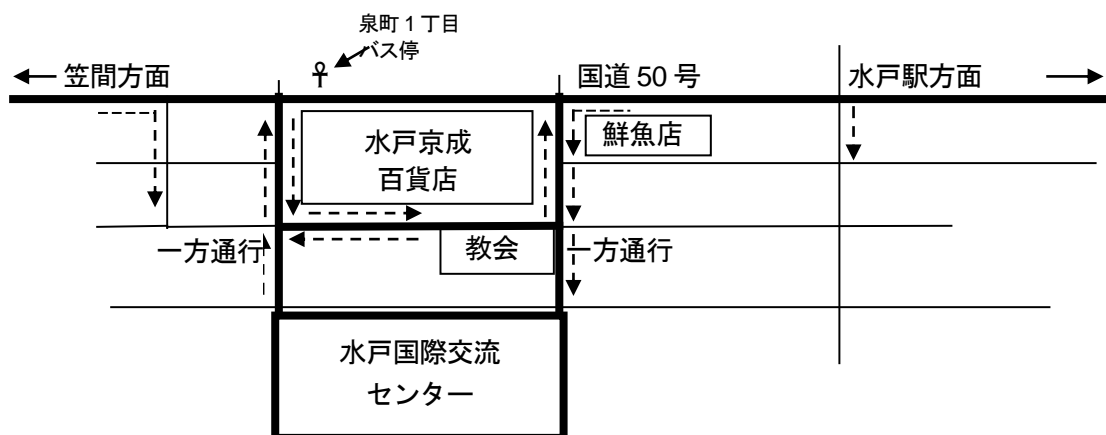 泉町1丁目
バス停
笠間方面
国道50号
水戸駅方面
水戸京成
百貨店
鮮魚店
一方通行
教会
一方通行
水戸国際交流
センター